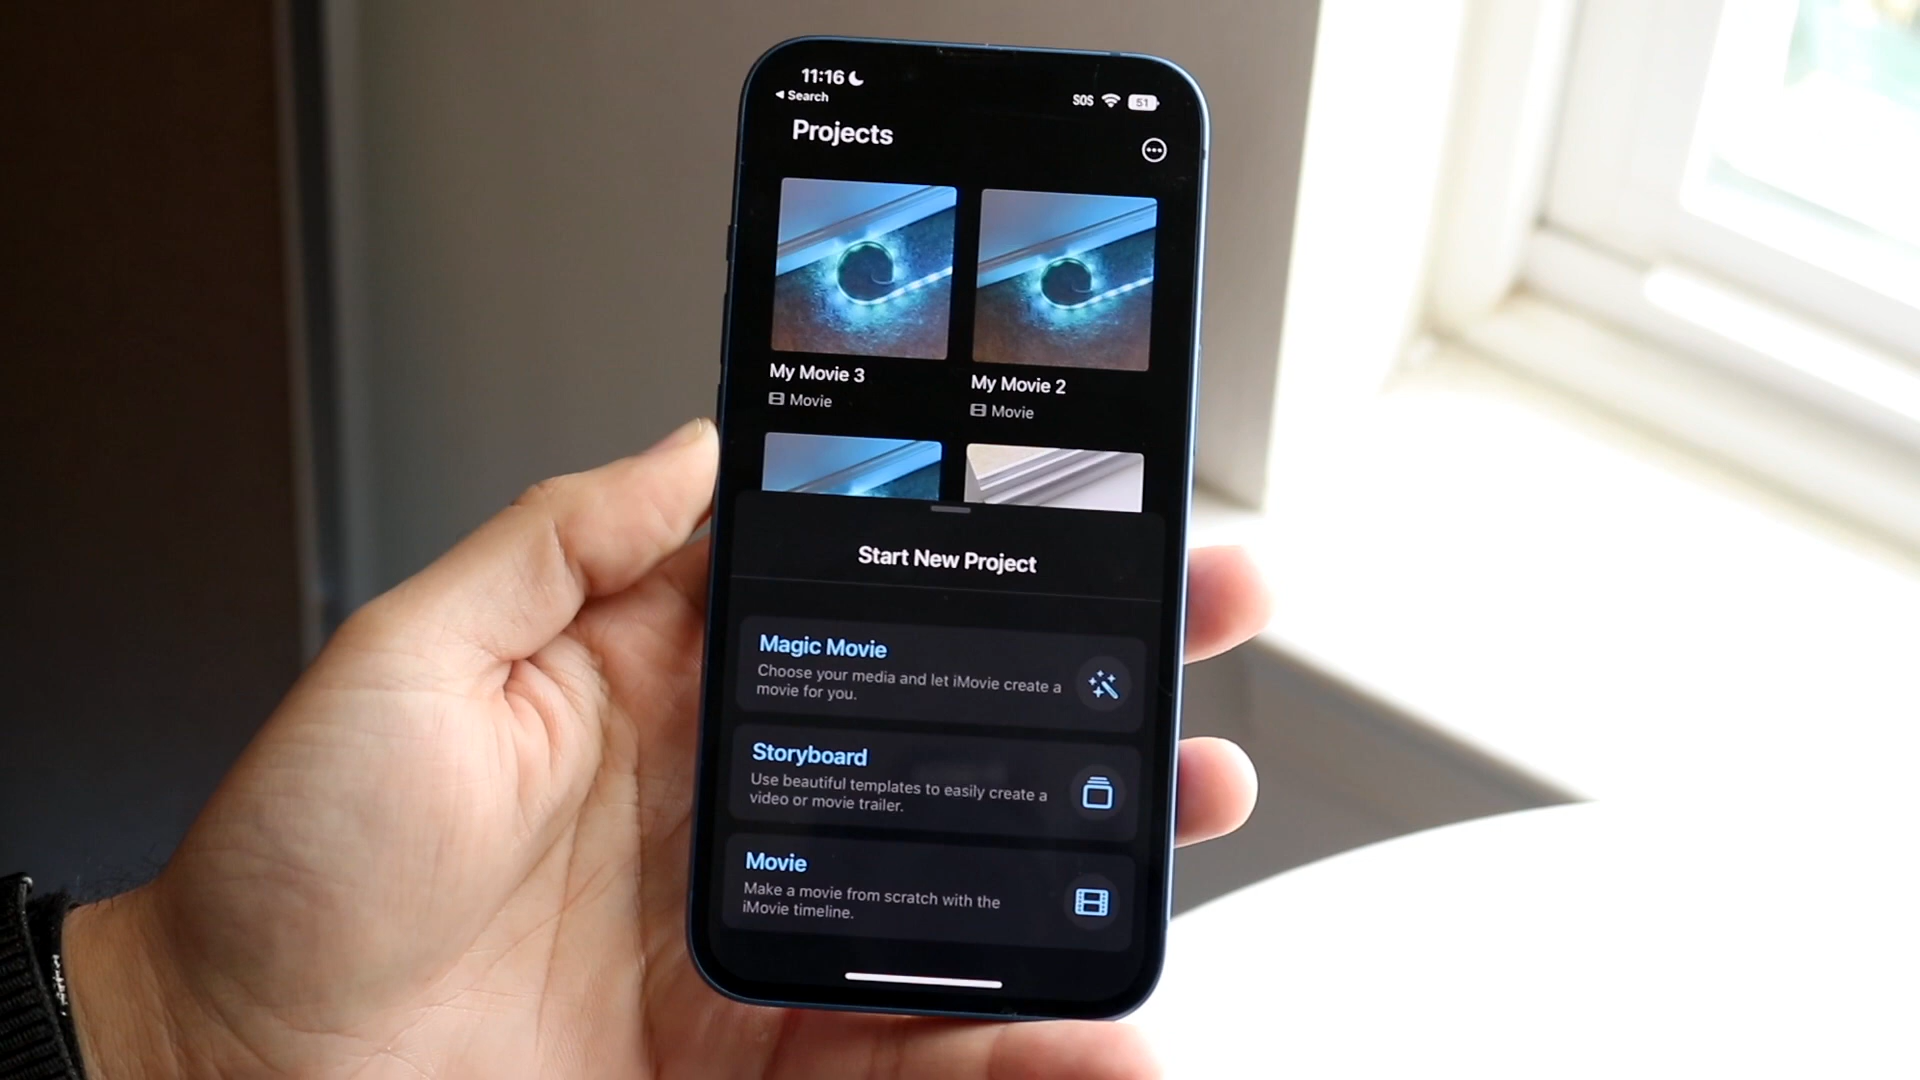 11:16
Search
SOS
51
Projects
My Movie 3
Movie
My Movie 2
Movie
Start New Project
Magic Movie
Choose your media and let iMovie create a
movie for you.
Storyboard
Use beautiful templates to easily create a
video or movie trailer.
Movie
Make a movie from scratch with the
iMovie timeline.